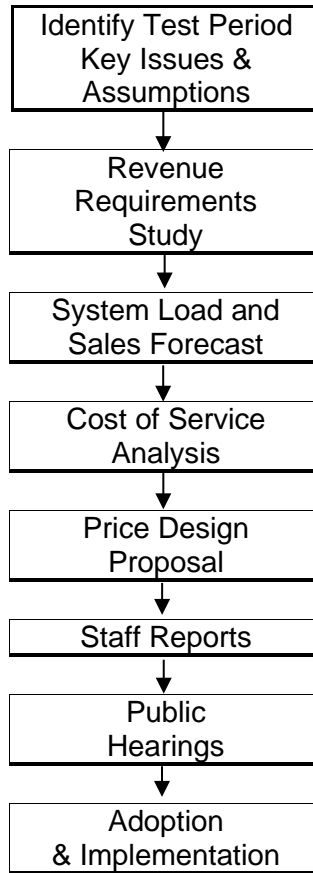 Identify Test Period
Key Issues &
Assumptions
Revenue
Requirements
Study
System Load and
Sales Forecast
Cost of Service
Analysis
Price Design
Proposal
Staff Reports
Public
Hearings
Adoption
& Implementation